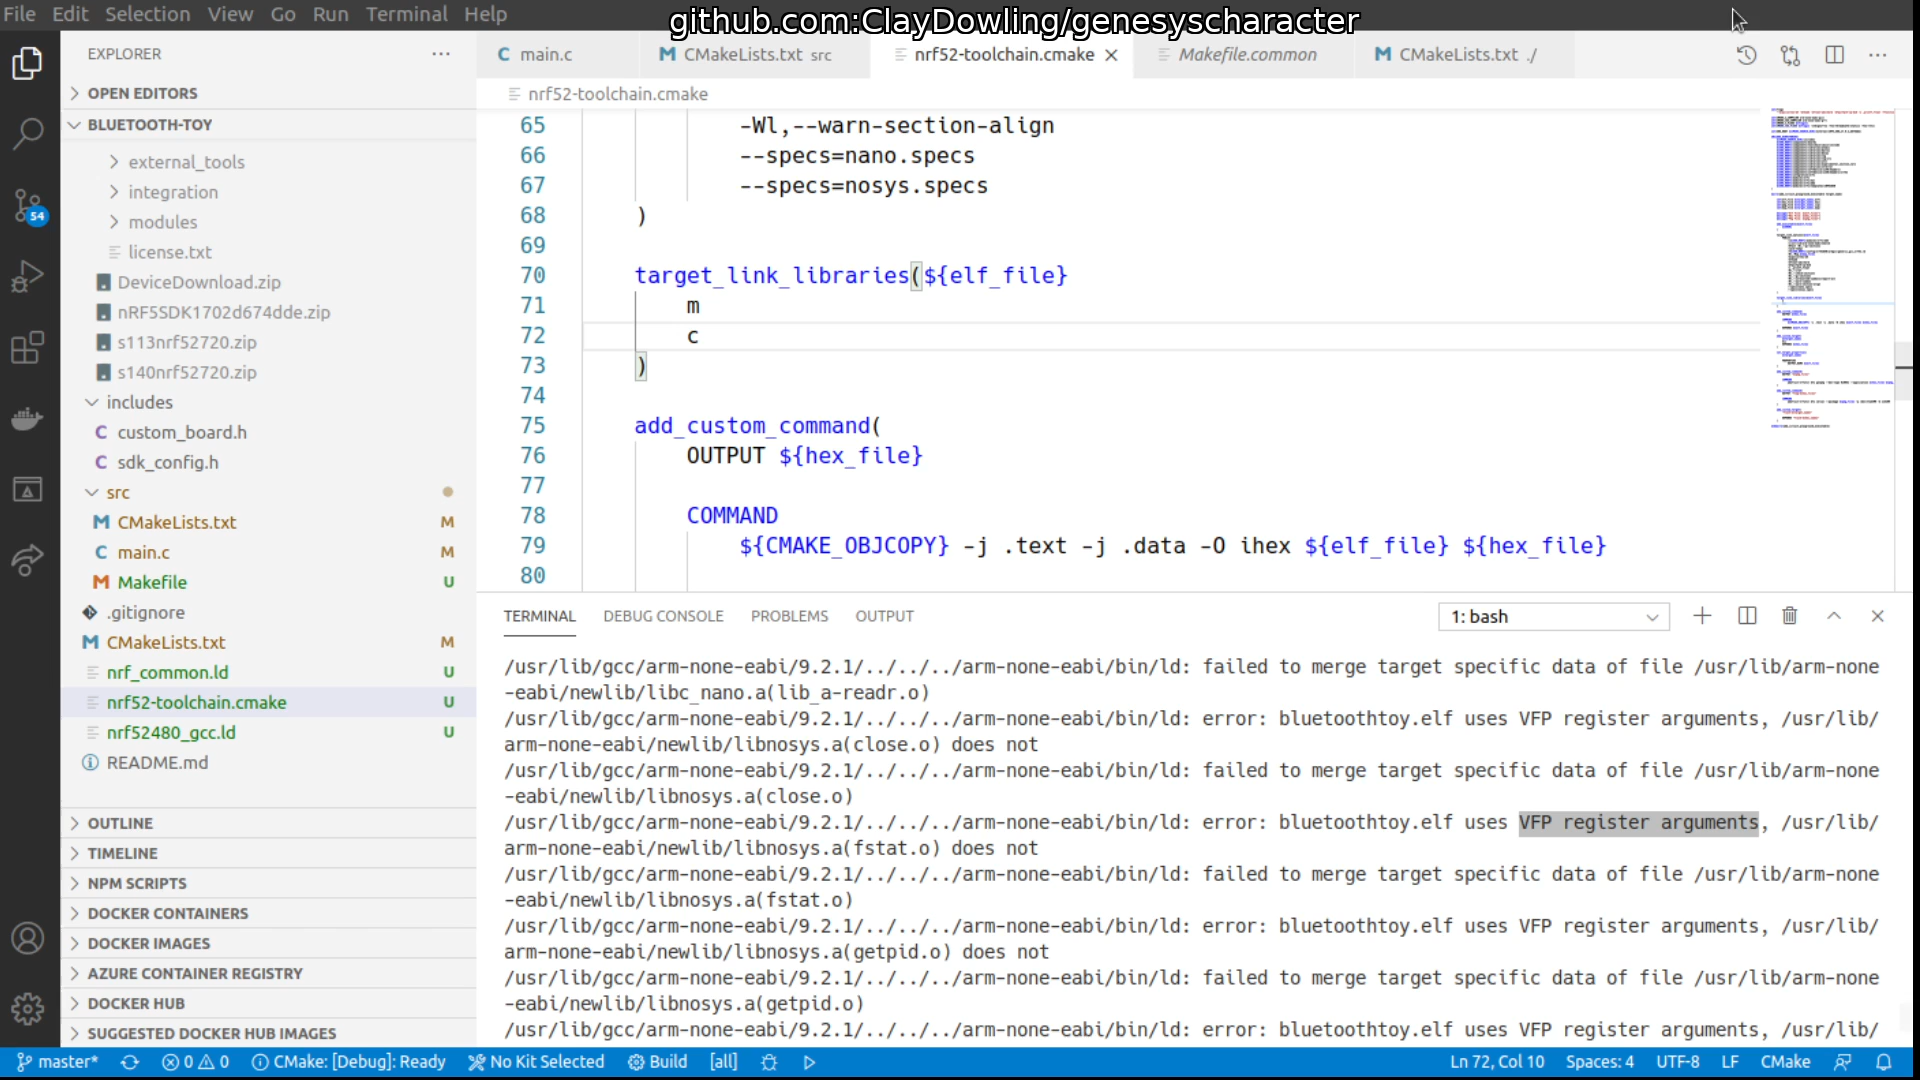 File Edit Selection View Go Run Terminal Help
github.com:ClayDowling/genesyscharacter
EXPLORER
main.c
CMakeLists.txt src
nrf52-toolchain.cmake
Makefile.common
CMakeLists.txt ./
OPEN EDITORS
BLUETOOTH-TOY
external_tools
integration
modules
license.txt
DeviceDownload.zip
nRF5SDK1702d674dde.zip
s113nrf52720.zip
s140nrf52720.zip
includes
C custom_board.h
C sdk_config.h
src
CMakeLists.txt M
C main.c M
Makefile U
.gitignore
CMakeLists.txt M
nrf_common.ld U
nrf52-toolchain.cmake U
nrf52480_gcc.ld U
README.md
OUTLINE
TIMELINE
NPM SCRIPTS
DOCKER CONTAINERS
DOCKER IMAGES
AZURE CONTAINER REGISTRY
DOCKER HUB
SUGGESTED DOCKER HUB IMAGES
54
nrf52-toolchain.cmake
65 -Wl,--warn-section-align
66 --specs=nano.specs
67 --specs=nosys.specs
68 )
69
70 target_link_libraries(${elf_file}
71 m
72 c
73 )
74
75 add_custom_command(
76 OUTPUT ${hex_file}
77
78 COMMAND
79 ${CMAKE_OBJCOPY} -j .text -j .data -O ihex ${elf_file} ${hex_file}
80
TERMINAL DEBUG CONSOLE PROBLEMS OUTPUT 1: bash
/usr/lib/gcc/arm-none-eabi/9.2.1/../../../arm-none-eabi/bin/ld: failed to merge target specific data of file /usr/lib/arm-none
-eabi/newlib/libc_nano.a(lib_a-readr.o)
/usr/lib/gcc/arm-none-eabi/9.2.1/../../../arm-none-eabi/bin/ld: error: bluetoothtoy.elf uses VFP register arguments, /usr/lib/
arm-none-eabi/newlib/libnosys.a(close.o) does not
/usr/lib/gcc/arm-none-eabi/9.2.1/../../../arm-none-eabi/bin/ld: failed to merge target specific data of file /usr/lib/arm-none
-eabi/newlib/libnosys.a(close.o)
/usr/lib/gcc/arm-none-eabi/9.2.1/../../../arm-none-eabi/bin/ld: error: bluetoothtoy.elf uses VFP register arguments, /usr/lib/
arm-none-eabi/newlib/libnosys.a(fstat.o) does not
/usr/lib/gcc/arm-none-eabi/9.2.1/../../../arm-none-eabi/bin/ld: failed to merge target specific data of file /usr/lib/arm-none
-eabi/newlib/libnosys.a(fstat.o)
/usr/lib/gcc/arm-none-eabi/9.2.1/../../../arm-none-eabi/bin/ld: error: bluetoothtoy.elf uses VFP register arguments, /usr/lib/
arm-none-eabi/newlib/libnosys.a(getpid.o) does not
/usr/lib/gcc/arm-none-eabi/9.2.1/../../../arm-none-eabi/bin/ld: failed to merge target specific data of file /usr/lib/arm-none
-eabi/newlib/libnosys.a(getpid.o)
/usr/lib/gcc/arm-none-eabi/9.2.1/../../../arm-none-eabi/bin/ld: error: bluetoothtoy.elf uses VFP register arguments, /usr/lib/
master* 0 0 CMake: [Debug]: Ready No Kit Selected Build [all] Ln 72, Col 10 Spaces: 4 UTF-8 LF CMake